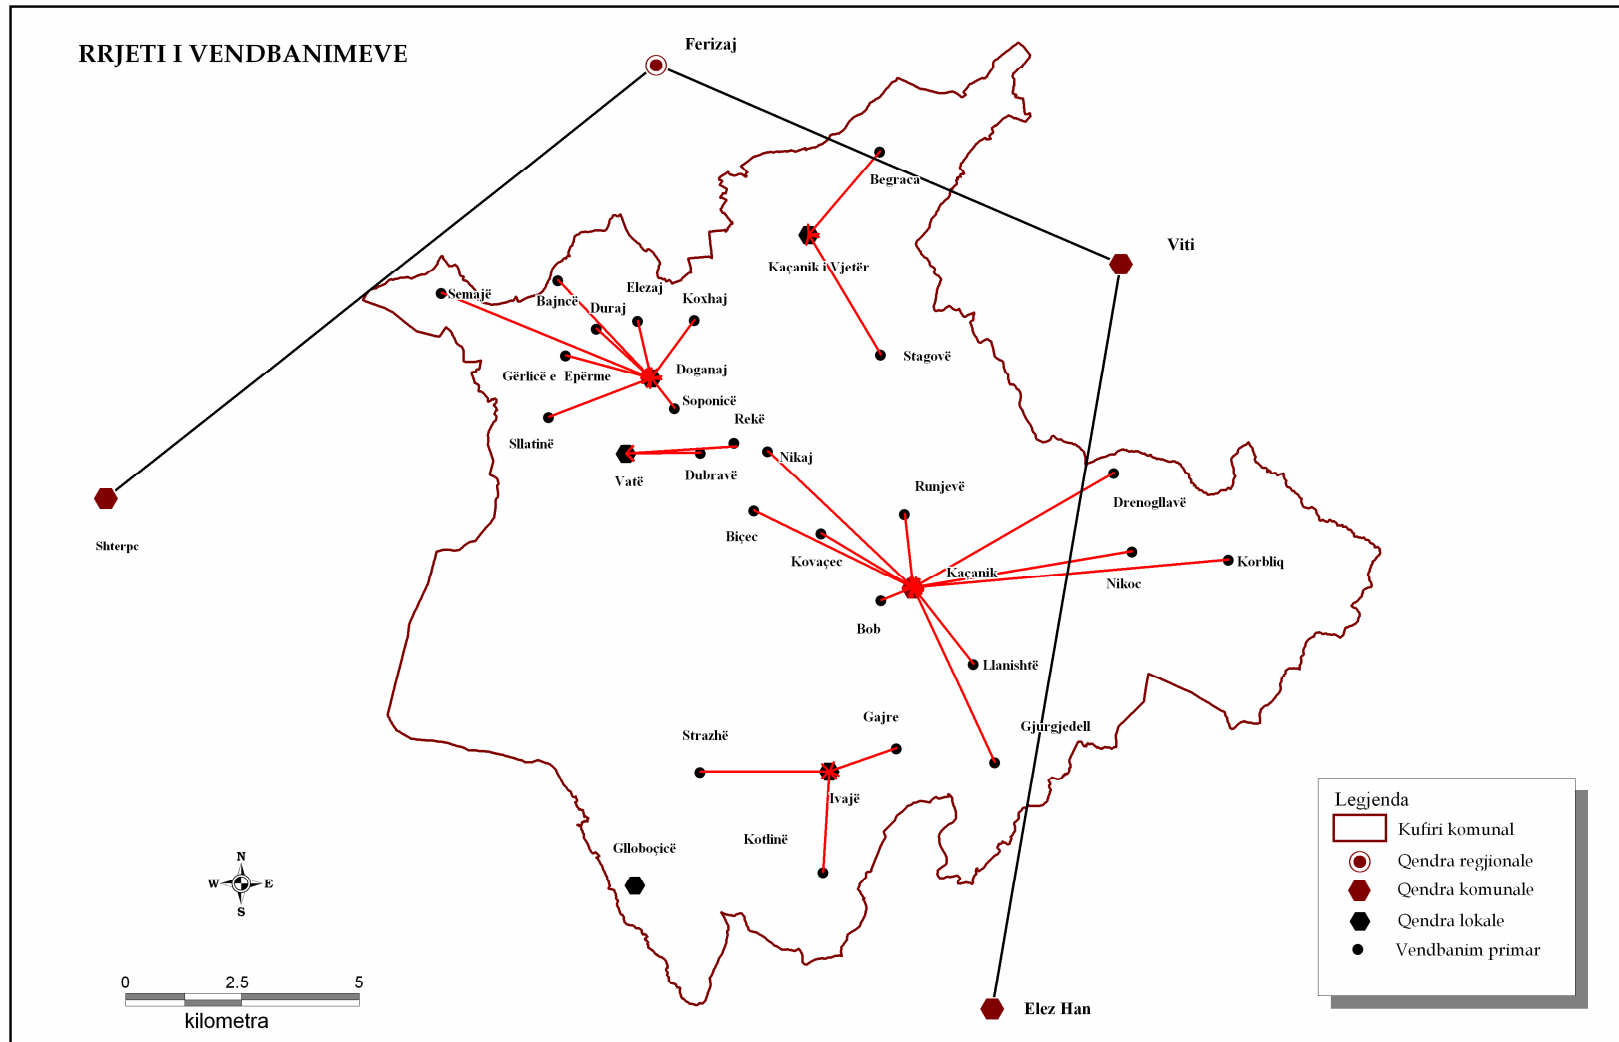 RRJETI I VENDBANIMEVE
Ferizaj
Begraca
Viti
Kaçanik i Vjetër
Semajë
Bajncë
Elezaj
Duraj
Koxhaj
Stagovë
Gërlicë e Epërme
Doganaj
Soponicë
Sllatinë
Rekë
Vatë
Dubravë
Nikaj
Runjevë
Drenogllavë
Shterpc
Biçec
Kovaçec
Kaçanik
Nikoc
Korbliq
Bob
Llanishtë
Gajre
Gjurgjedell
Strazhë
Ivajë
Kotlinë
Glloboçicë
Elez Han
N
W E
S
0 2.5 5
kilometra
Legjenda
Kufiri komunal
Qendra regjionale
Qendra komunale
Qendra lokale
Vendbanim primar